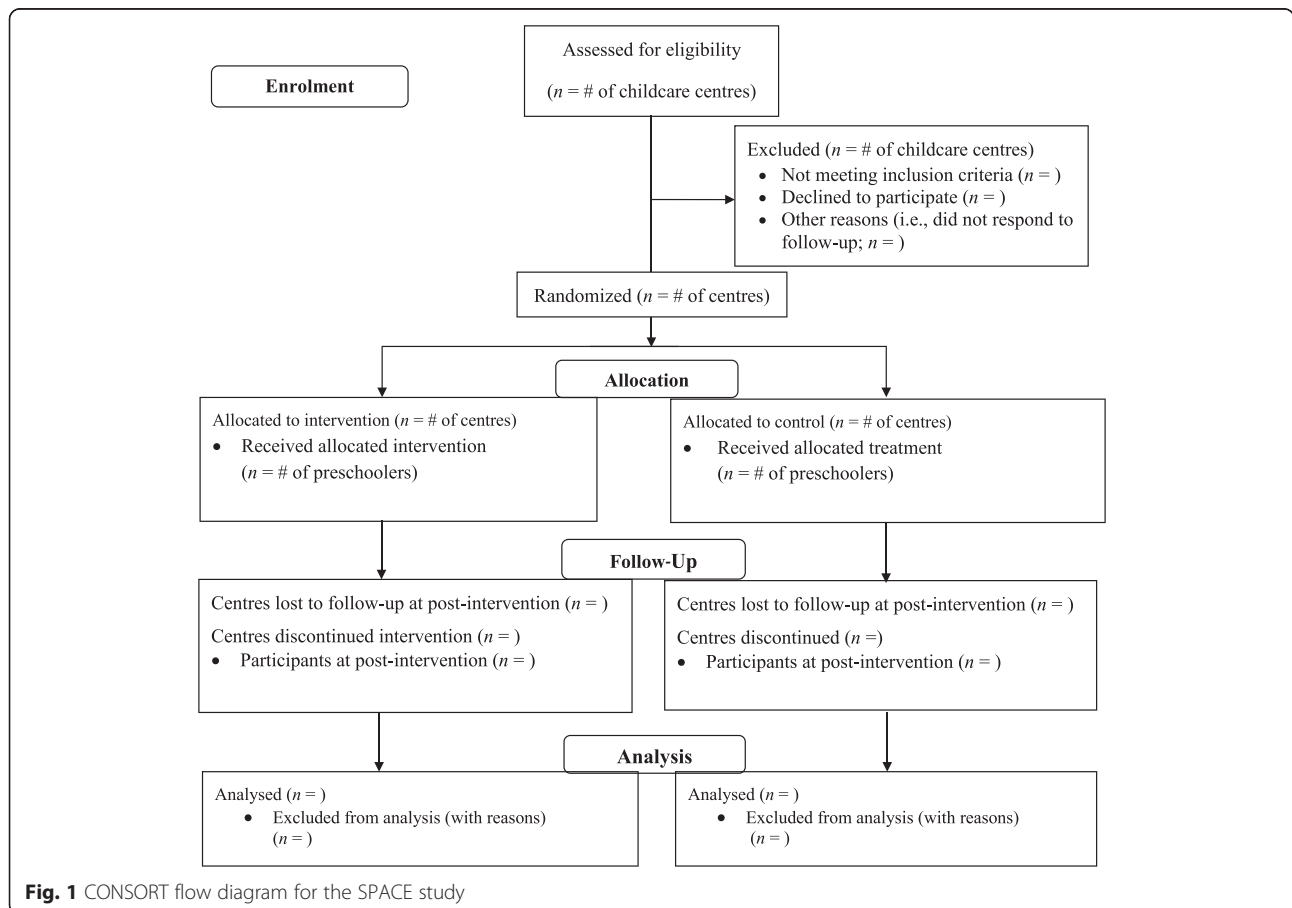 Assessed for eligibility
(n = # of childcare centres)
Enrolment
Excluded (n = # of childcare centres)
• Not meeting inclusion criteria (n = )
• Declined to participate (n = )
• Other reasons (i.e., did not respond to
follow-up; n = )
Randomized (n = # of centres)
Allocation
Allocated to intervention (n = # of centres)
• Received allocated intervention
(n = # of preschoolers)
Allocated to control (n = # of centres)
• Received allocated treatment
(n = # of preschoolers)
Follow-Up
Centres lost to follow-up at post-intervention (n = )
Centres discontinued intervention (n = )
• Participants at post-intervention (n = )
Centres lost to follow-up at post-intervention (n = )
Centres discontinued (n =)
• Participants at post-intervention (n = )
Analysis
Analysed (n = )
• Excluded from analysis (with reasons)
(n = )
Analysed (n = )
• Excluded from analysis (with reasons)
(n = )
Fig. 1 CONSORT flow diagram for the SPACE study